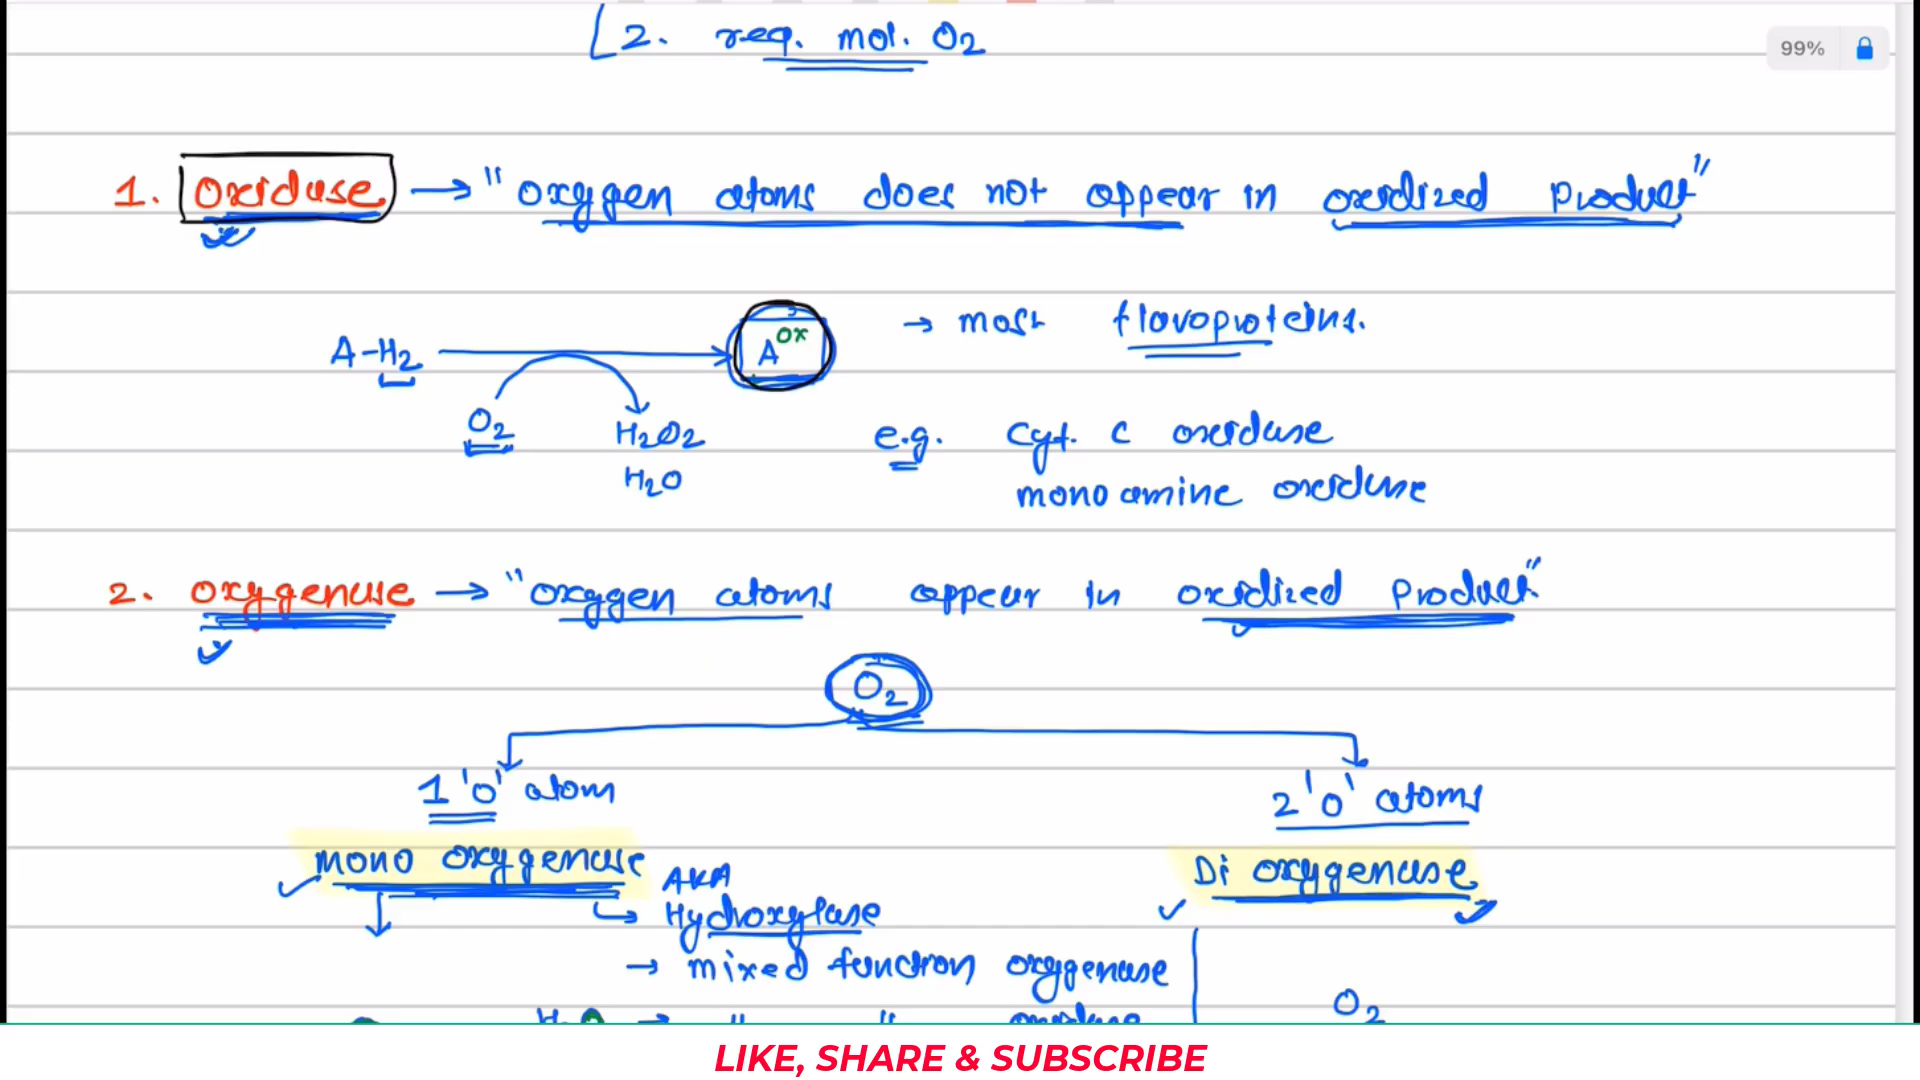 2. req. mol. O2
99%
1. Oxidase → "oxygen atoms does not appear in oxidized product"
A-H2 → A ox
→ most flavoproteins.
O2 H2O2
H2O
e.g. Cyt. C oxidase
mono amine oxidase
2. oxygenase → "oxygen atoms appear in oxidized product"
O2
1 'O' atom
2 'O' atoms
mono oxygenase
Di oxygenase
AKA
Hydroxylase
→ mixed function oxygenase
O2
→ " " oxidase
LIKE, SHARE & SUBSCRIBE